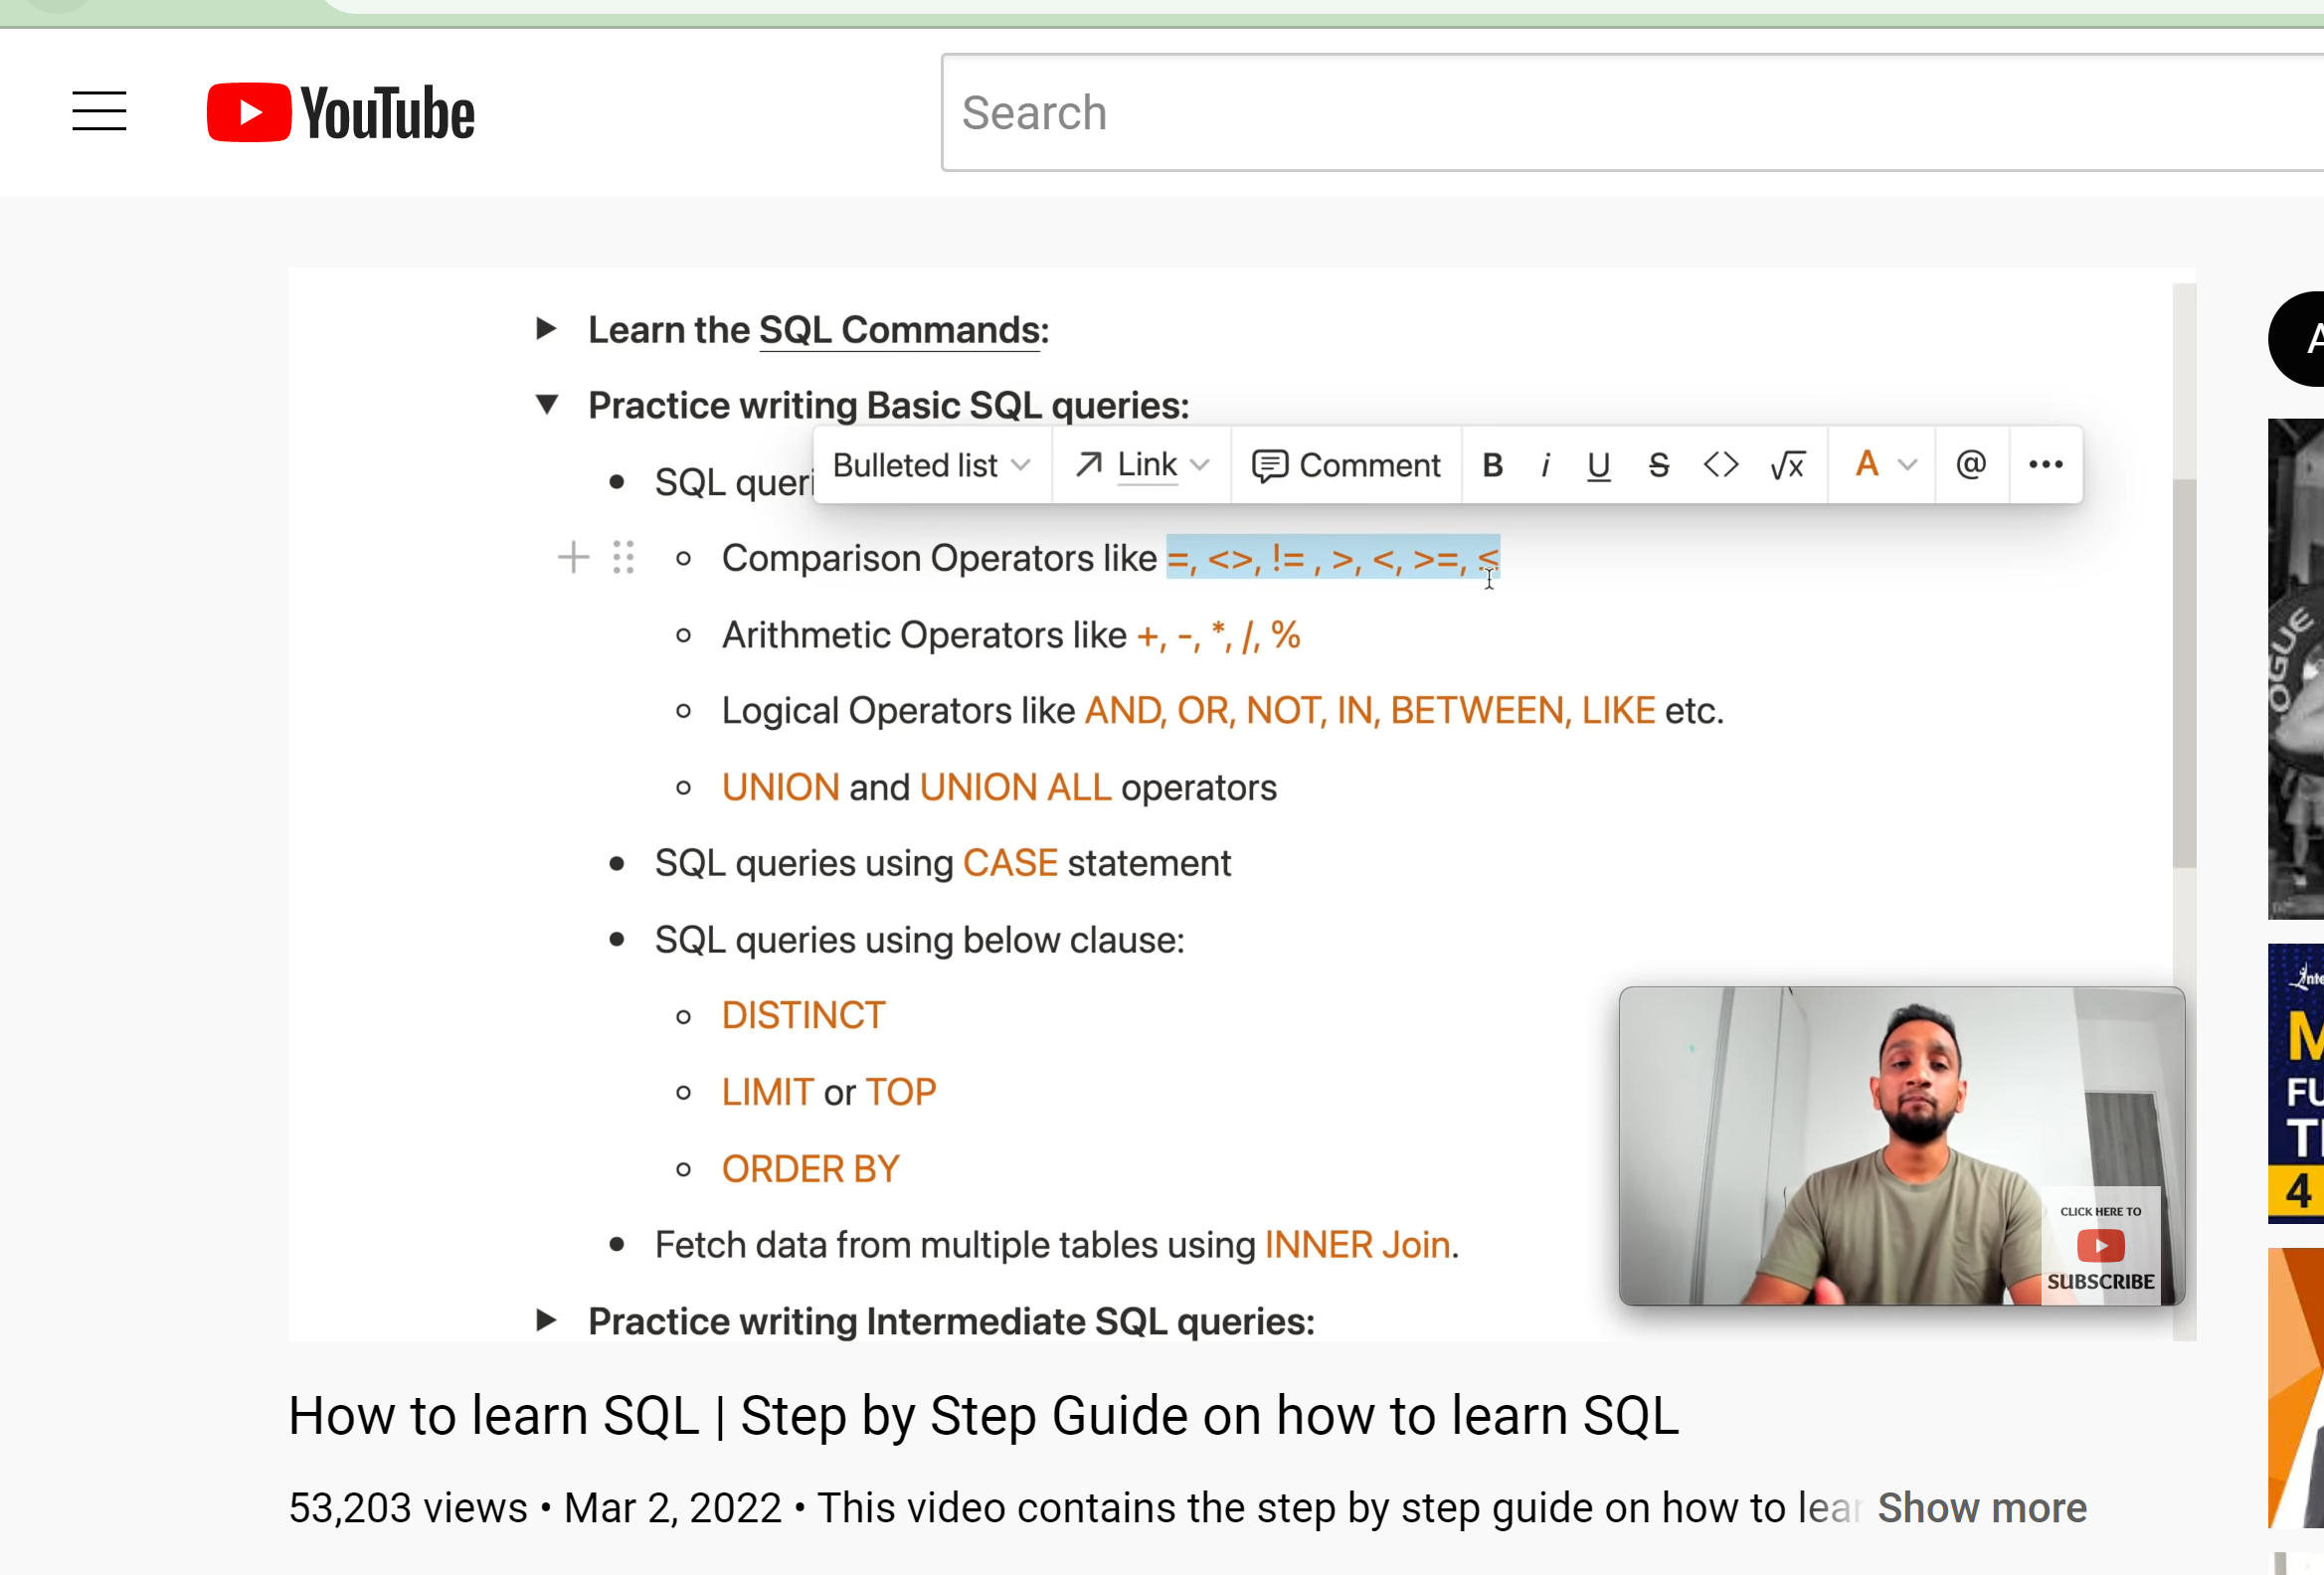 YouTube
Search
Learn the SQL Commands:
Practice writing Basic SQL queries:
Bulleted list Link Comment B i U S <> √x A @ •••
SQL queri
Comparison Operators like =, <>, != , >, <, >=, ≤
Arithmetic Operators like +, -, *, /, %
Logical Operators like AND, OR, NOT, IN, BETWEEN, LIKE etc.
UNION and UNION ALL operators
SQL queries using CASE statement
SQL queries using below clause:
DISTINCT
LIMIT or TOP
ORDER BY
Fetch data from multiple tables using INNER Join.
Practice writing Intermediate SQL queries:
CLICK HERE TO
SUBSCRIBE
How to learn SQL | Step by Step Guide on how to learn SQL
53,203 views • Mar 2, 2022 • This video contains the step by step guide on how to lear Show more
A
OGUE
Inte
M
FU
4